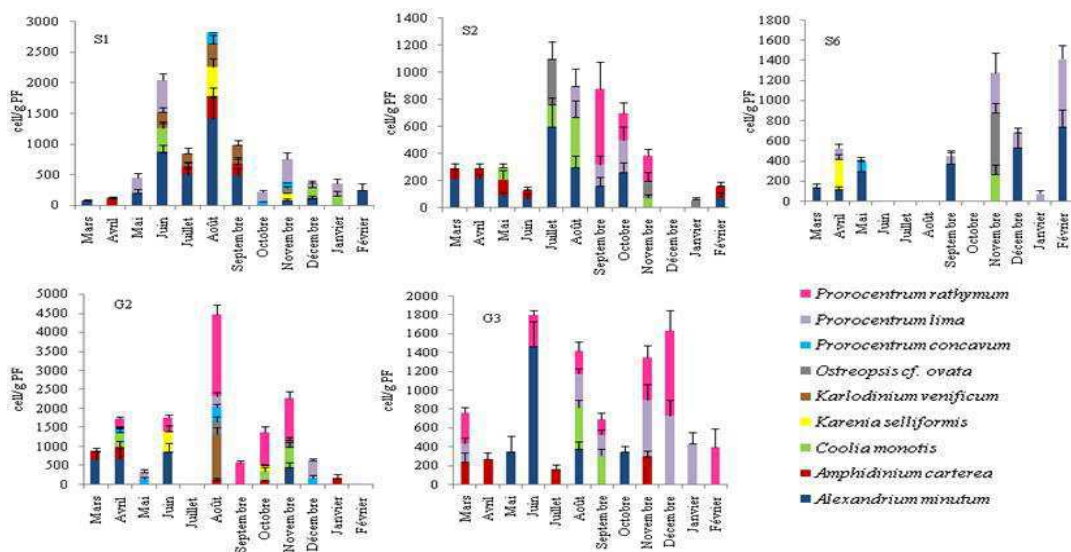 S1
cell/g PF
3000
2500
2000
1500
1000
500
0
Mars
Avril
Mai
Juin
Juillet
Août
Septembre
Octobre
Novembre
Décembre
Janvier
Février
S2
cell/g PF
1400
1200
1000
800
600
400
200
0
Mars
Avril
Mai
Juin
Juillet
Août
Septembre
Octobre
Novembre
Décembre
Janvier
Février
S6
cell/g PF
1800
1600
1400
1200
1000
800
600
400
200
0
Mars
Avril
Mai
Juin
Juillet
Août
Septembre
Octobre
Novembre
Décembre
Janvier
Février
G2
cell/g PF
5000
4500
4000
3500
3000
2500
2000
1500
1000
500
0
Mars
Avril
Mai
Juin
Juillet
Août
Septembre
Octobre
Novembre
Décembre
Janvier
Février
G3
cell/g PF
2000
1800
1600
1400
1200
1000
800
600
400
200
0
Mars
Avril
Mai
Juin
Juillet
Août
Septembre
Octobre
Novembre
Décembre
Janvier
Février
Prorocentrum rathymum
Prorocentrum lima
Prorocentrum concavum
Ostreopsis cf. ovata
Karlodinium venificum
Karenia selliformis
Coolia monotis
Amphidinium carterea
Alexandrium minutum